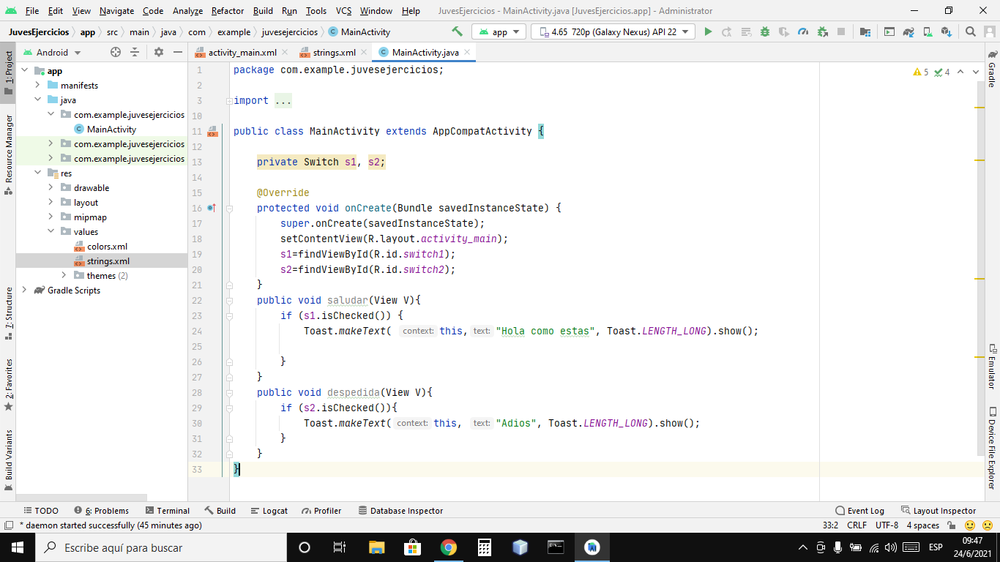 File Edit View Navigate Code Analyze Refactor Build Run Tools VCS Window Help JuvesEjercicios - MainActivity.java [JuvesEjercicios.app] - Administrator
JuvesEjercicios app src main java com example juvesejercicios MainActivity app 4.65 720p (Galaxy Nexus) API 22
Android activity_main.xml strings.xml MainActivity.java
1: Project
Resource Manager
7: Structure
2: Favorites
Build Variants
app
manifests
java
com.example.juvesejercicios
MainActivity
com.example.juvesejercicios
com.example.juvesejercicios
res
drawable
layout
mipmap
values
colors.xml
strings.xml
themes (2)
Gradle Scripts
5 4
1 package com.example.juvesejercicios;
2
3 import ...
10
11 public class MainActivity extends AppCompatActivity {
12
13 private Switch s1, s2;
14
15 @Override
16 protected void onCreate(Bundle savedInstanceState) {
17 super.onCreate(savedInstanceState);
18 setContentView(R.layout.activity_main);
19 s1=findViewById(R.id.switch1);
20 s2=findViewById(R.id.switch2);
21 }
22 public void saludar(View V){
23 if (s1.isChecked()) {
24 Toast.makeText( context: this, text: "Hola como estas", Toast.LENGTH_LONG).show();
25
26 }
27 }
28 public void despedida(View V){
29 if (s2.isChecked()){
30 Toast.makeText( context: this, text: "Adios", Toast.LENGTH_LONG).show();
31 }
32 }
33 }
Gradle
Emulator
Device File Explorer
TODO 6: Problems Terminal Build Logcat Profiler Database Inspector Event Log Layout Inspector
* daemon started successfully (45 minutes ago) 33:2 CRLF UTF-8 4 spaces
Escribe aquí para buscar ESP 09:47
24/6/2021